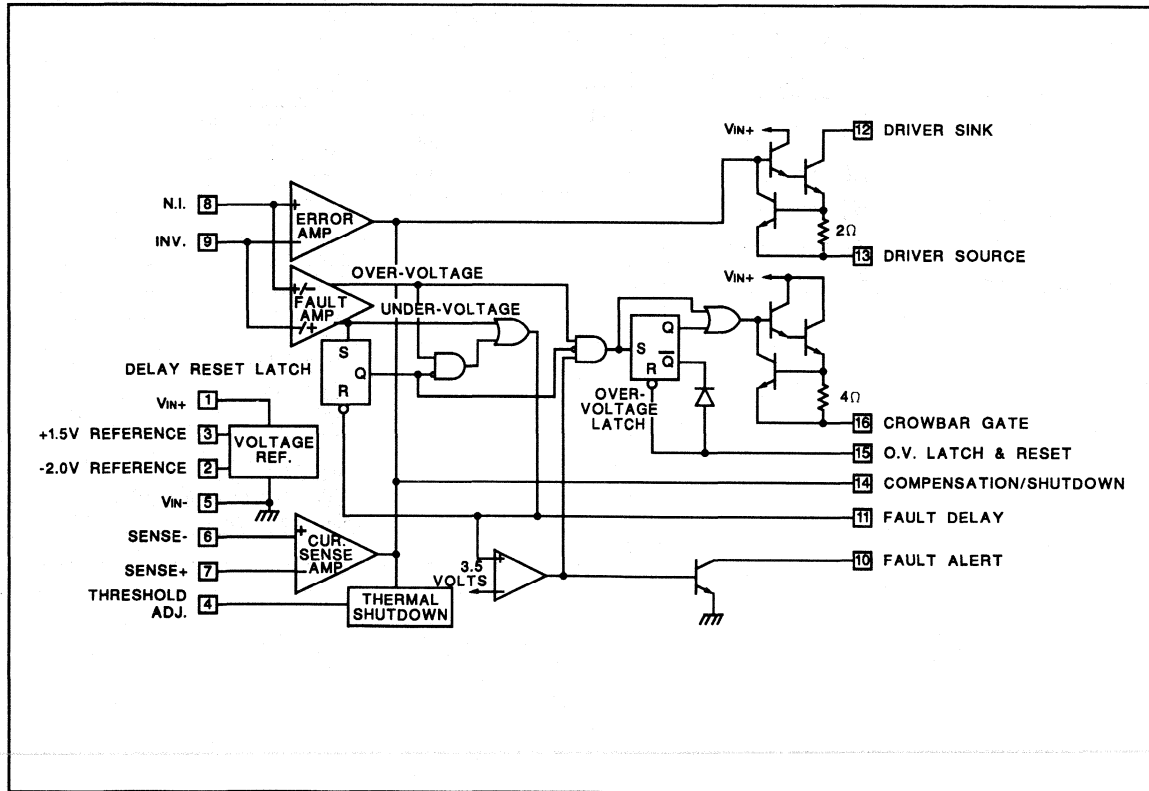 VIN+
12 DRIVER SINK
N.I. 8
+
ERROR
AMP
INV. 9
−
2Ω
13 DRIVER SOURCE
OVER-VOLTAGE
VIN+
+/−
FAULT
AMP
UNDER-VOLTAGE
−/+
S
Q
R
DELAY RESET LATCH
S
Q
Q̅
R
OVER-
VOLTAGE
LATCH
4Ω
VIN+ 1
16 CROWBAR GATE
+1.5V REFERENCE 3
VOLTAGE
REF.
15 O.V. LATCH & RESET
-2.0V REFERENCE 2
14 COMPENSATION/SHUTDOWN
VIN- 5
11 FAULT DELAY
SENSE- 6
+
CUR.
SENSE
AMP
SENSE+ 7
−
3.5
VOLTS
+
−
10 FAULT ALERT
THRESHOLD
ADJ. 4
THERMAL
SHUTDOWN